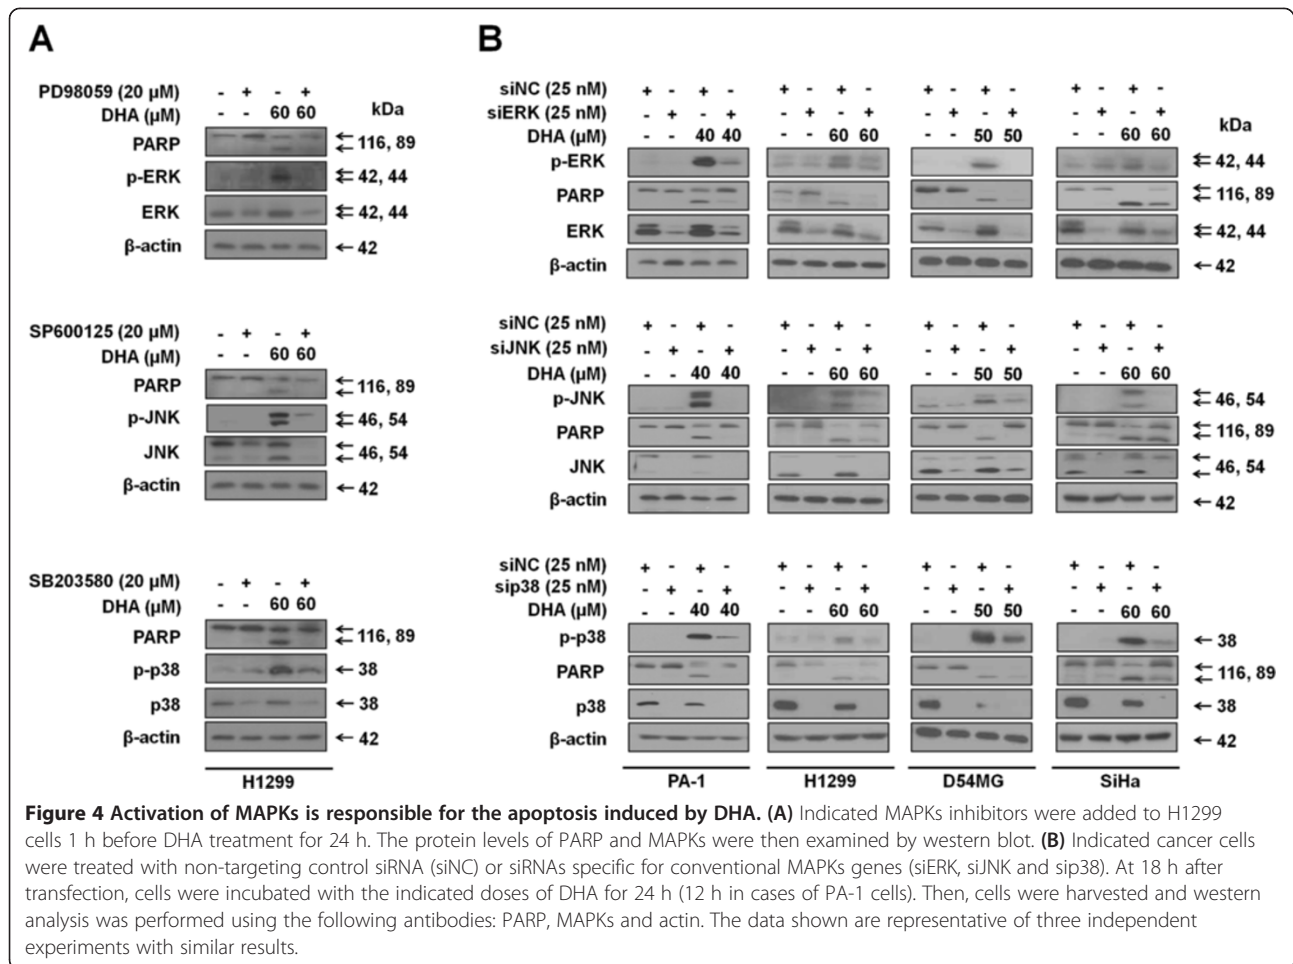 A
PD98059 (20 µM) - + - +
DHA (µM) - - 60 60 kDa
PARP 116, 89
p-ERK 42, 44
ERK 42, 44
β-actin 42
SP600125 (20 µM) - + - +
DHA (µM) - - 60 60
PARP 116, 89
p-JNK 46, 54
JNK 46, 54
β-actin 42
SB203580 (20 µM) - + - +
DHA (µM) - - 60 60
PARP 116, 89
p-p38 38
p38 38
β-actin 42
H1299
B
siNC (25 nM) + - + - + - + - + - + - + - + -
siERK (25 nM) - + - + - + - + - + - + - + - +
DHA (µM) - - 40 40 - - 60 60 - - 50 50 - - 60 60 kDa
p-ERK 42, 44
PARP 116, 89
ERK 42, 44
β-actin 42
siNC (25 nM) + - + - + - + - + - + - + - + -
siJNK (25 nM) - + - + - + - + - + - + - + - +
DHA (µM) - - 40 40 - - 60 60 - - 50 50 - - 60 60
p-JNK 46, 54
PARP 116, 89
JNK 46, 54
β-actin 42
siNC (25 nM) + - + - + - + - + - + - + - + -
sip38 (25 nM) - + - + - + - + - + - + - + - +
DHA (µM) - - 40 40 - - 60 60 - - 50 50 - - 60 60
p-p38 38
PARP 116, 89
p38 38
β-actin 42
PA-1 H1299 D54MG SiHa
Figure 4 Activation of MAPKs is responsible for the apoptosis induced by DHA. (A) Indicated MAPKs inhibitors were added to H1299
cells 1 h before DHA treatment for 24 h. The protein levels of PARP and MAPKs were then examined by western blot. (B) Indicated cancer cells
were treated with non-targeting control siRNA (siNC) or siRNAs specific for conventional MAPKs genes (siERK, siJNK and sip38). At 18 h after
transfection, cells were incubated with the indicated doses of DHA for 24 h (12 h in cases of PA-1 cells). Then, cells were harvested and western
analysis was performed using the following antibodies: PARP, MAPKs and actin. The data shown are representative of three independent
experiments with similar results.